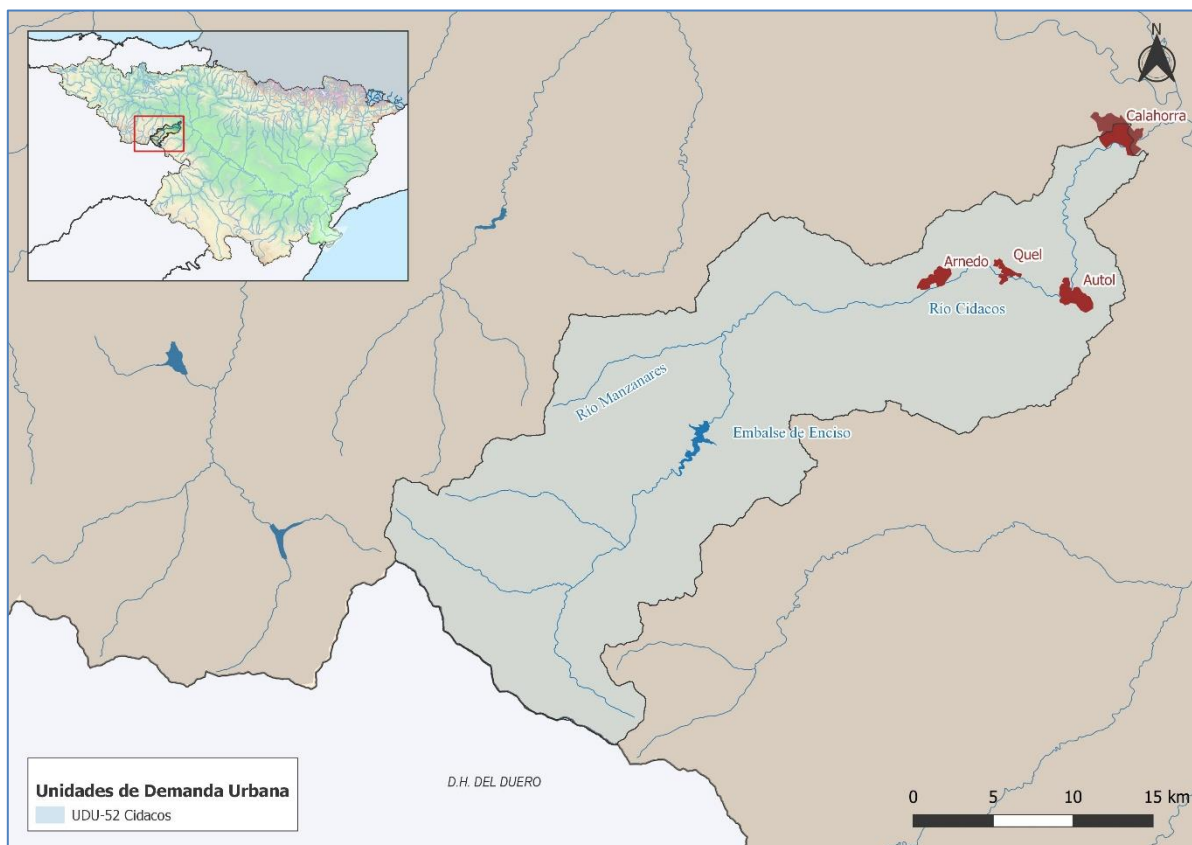 N
Calahorra
Arnedo
Quel
Autol
Río Cidacos
Río Manzanares
Embalse de Enciso
D.H. DEL DUERO
Unidades de Demanda Urbana
UDU-52 Cidacos
0 5 10 15 km